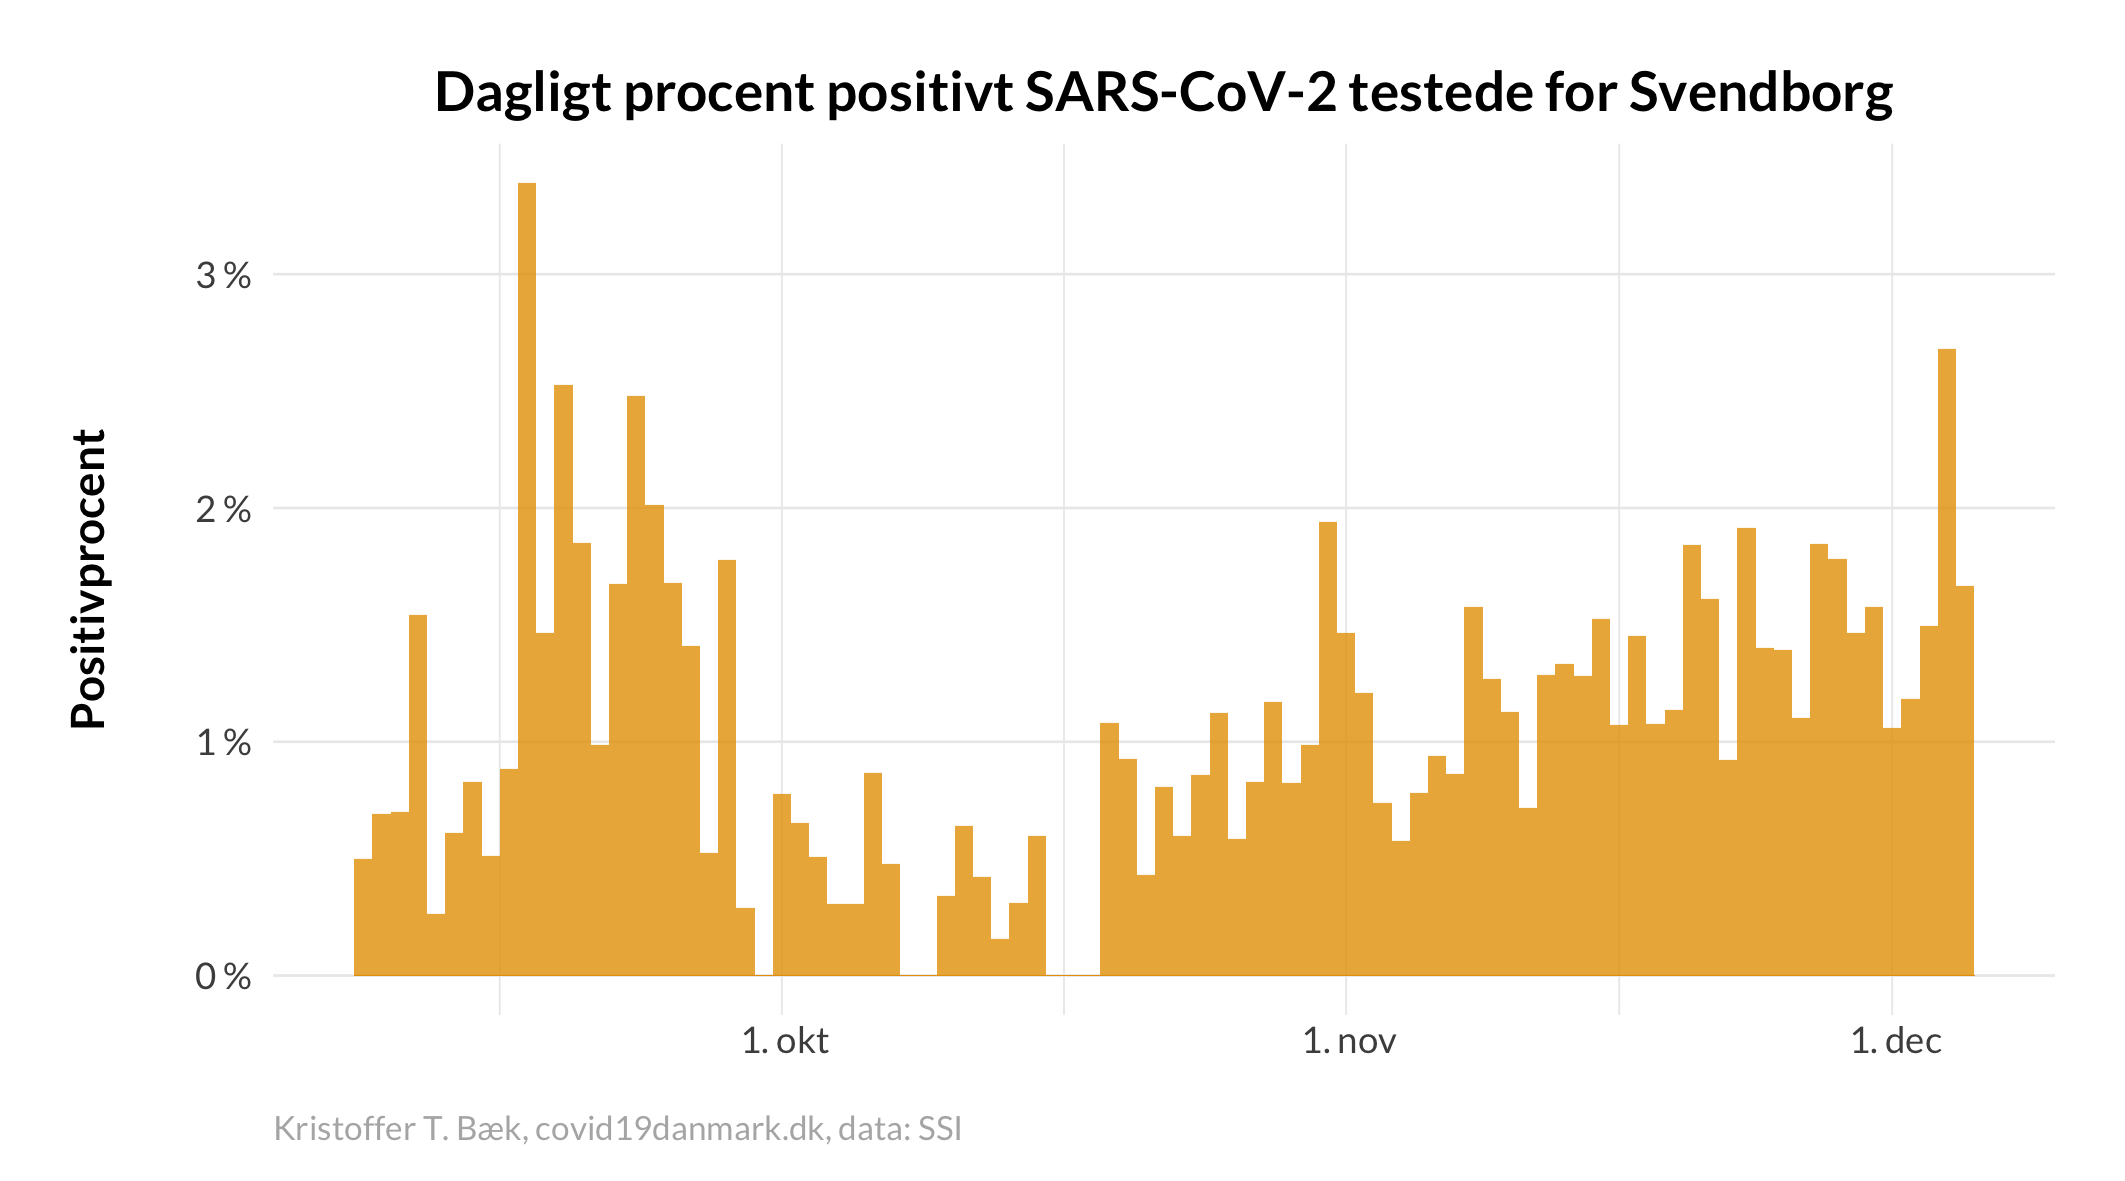 Dagligt procent positivt SARS-CoV-2 testede for Svendborg
Positivprocent
3 %
2 %
1 %
0 %
1. okt
1. nov
1. dec
Kristoffer T. Bæk, covid19danmark.dk, data: SSI